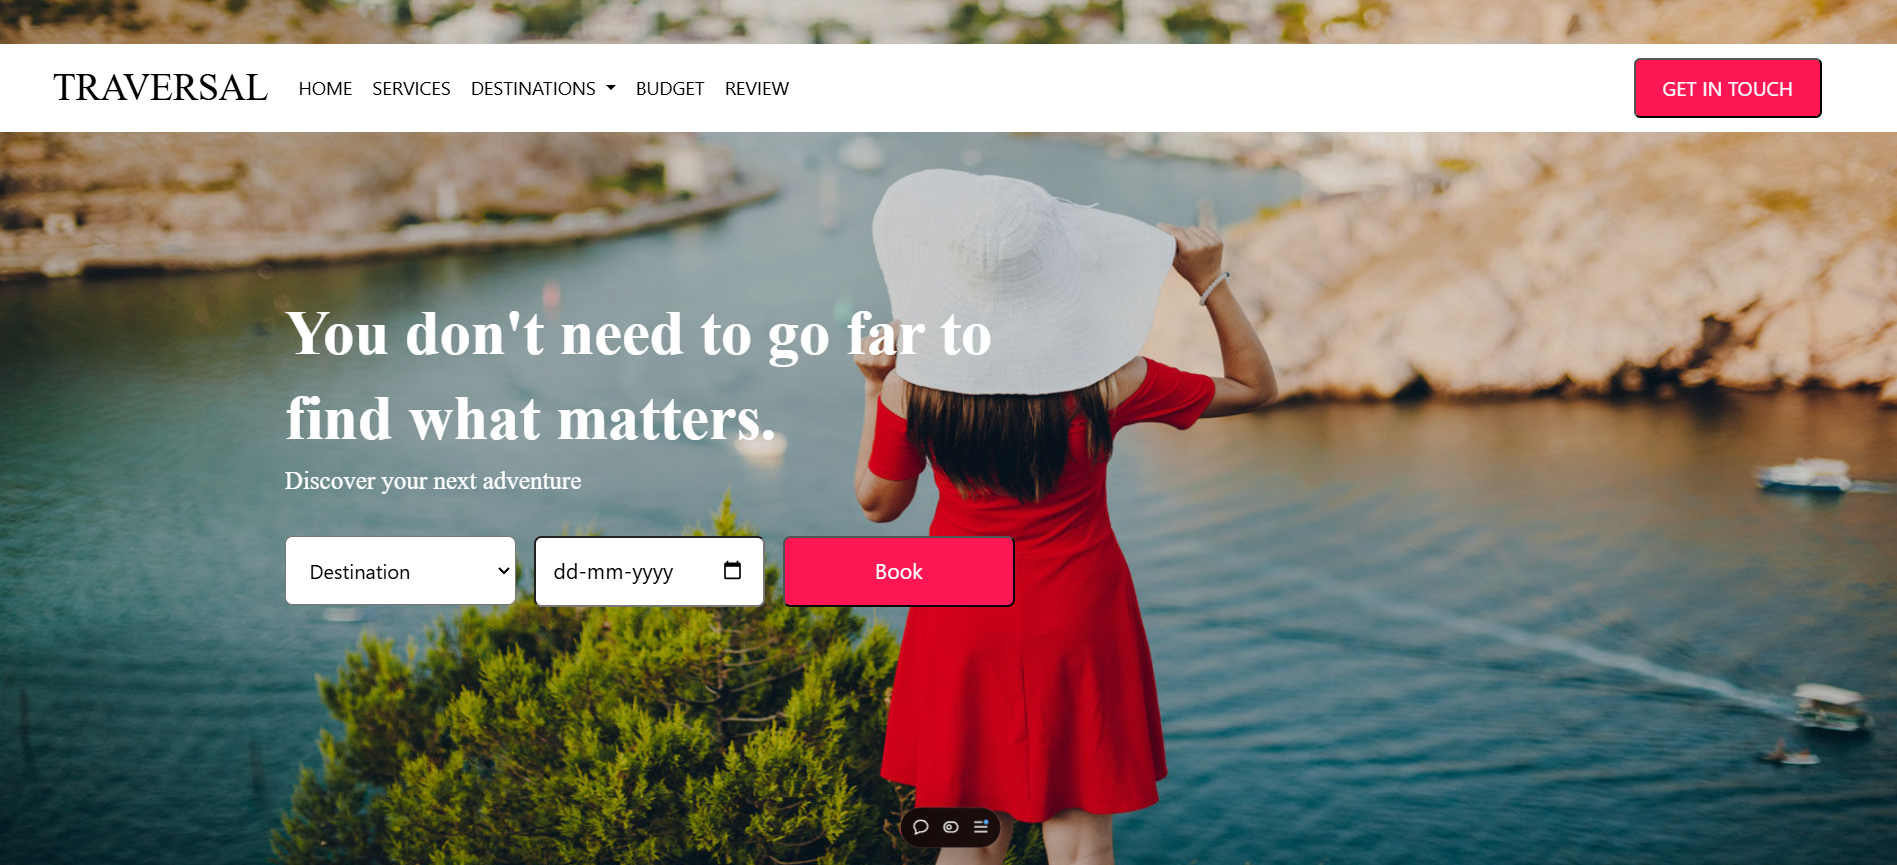 TRAVERSAL
HOME SERVICES DESTINATIONS BUDGET REVIEW
GET IN TOUCH
You don't need to go far to
find what matters.
Discover your next adventure
Destination
dd-mm-yyyy
Book